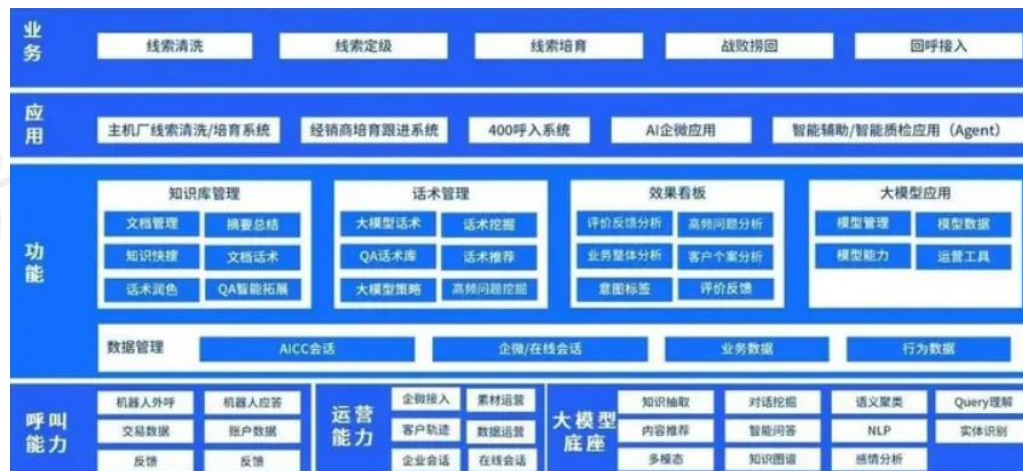 业务
线索清洗 线索定级 线索培育 战败捞回 回呼接入
应用
主机厂线索清洗/培育系统 经销商培育跟进系统 400呼入系统 AI企微应用 智能辅助/智能质检应用（Agent）
功能
知识库管理 话术管理 效果看板 大模型应用
文档管理 摘要总结 大模型话术 话术挖掘 评价反馈分析 高频问题分析 模型管理 模型数据
知识快搜 文档话术 QA话术库 话术推荐 业务整体分析 客户个案分析 模型能力 运营工具
话术润色 QA智能拓展 大模型策略 高频问题挖掘 意图标签 评价反馈
数据管理 AICC会话 企微/在线会话 业务数据 行为数据
呼叫能力
机器人外呼 机器人应答
交易数据 账户数据
反馈 反馈
运营能力
企微接入 素材运营
客户轨迹 数据运营
企业会话 在线会话
大模型底座
知识抽取 对话挖掘 语义聚类 Query理解
内容推荐 智能问答 NLP 实体识别
多模态 知识图谱 感情分析